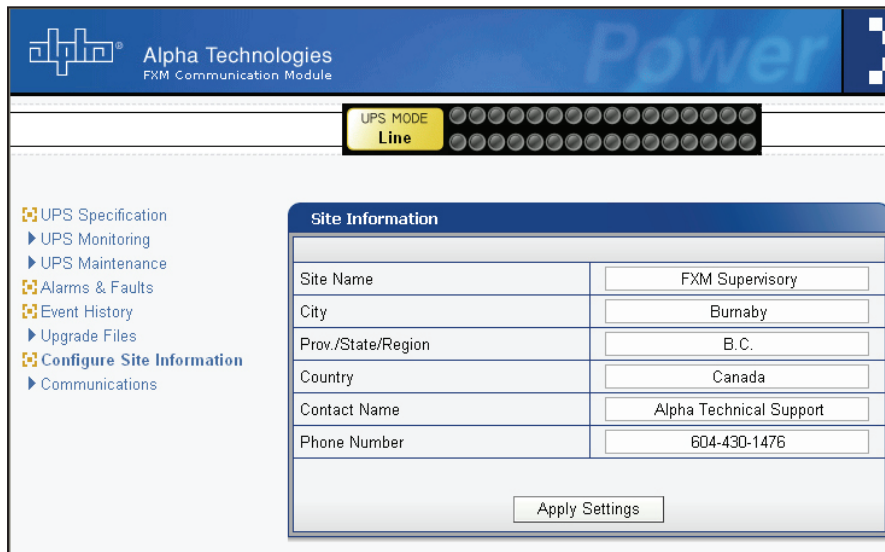 alpha®
Alpha Technologies
FXM Communication Module
Power
UPS MODE
Line
UPS Specification
UPS Monitoring
UPS Maintenance
Alarms & Faults
Event History
Upgrade Files
Configure Site Information
Communications
Site Information
Site Name FXM Supervisory
City Burnaby
Prov./State/Region B.C.
Country Canada
Contact Name Alpha Technical Support
Phone Number 604-430-1476
Apply Settings